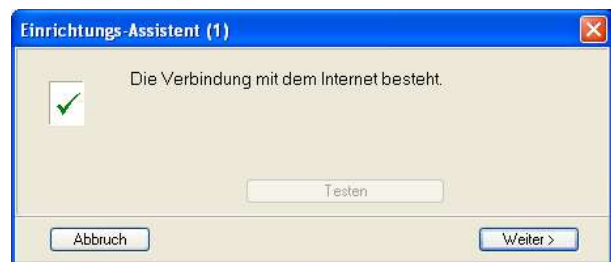 Einrichtungs-Assistent (1)
Die Verbindung mit dem Internet besteht.
Testen
Abbruch
Weiter >